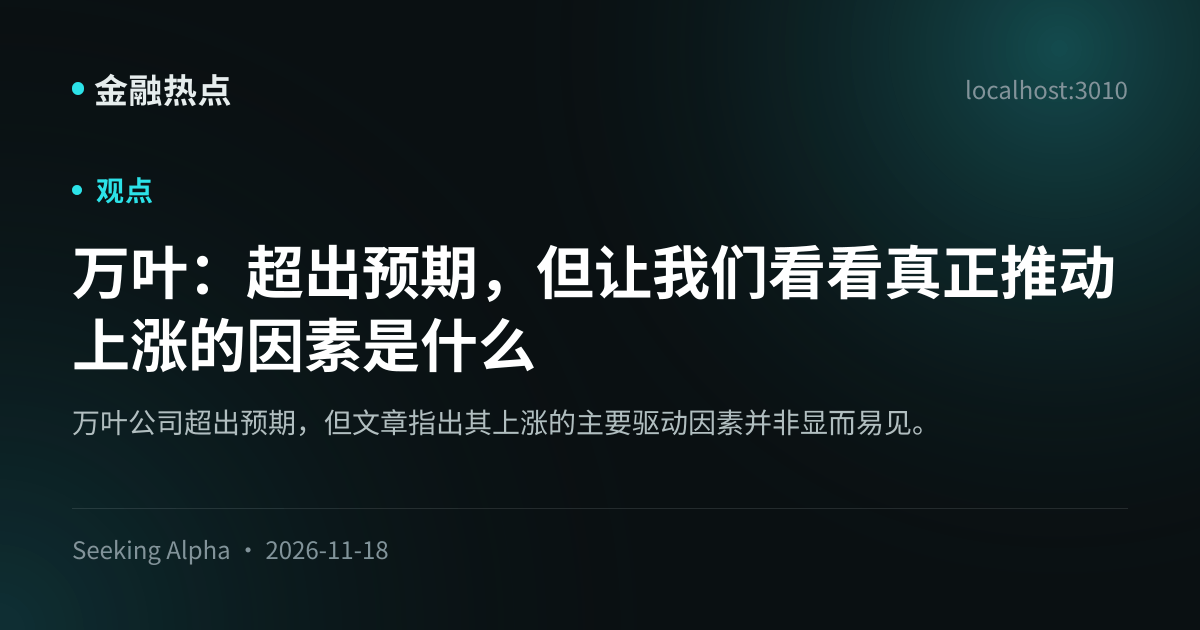 金融热点
localhost:3010
观点
万叶：超出预期，但让我们看看真正推动
上涨的因素是什么
万叶公司超出预期，但文章指出其上涨的主要驱动因素并非显而易见。
Seeking Alpha · 2026-11-18